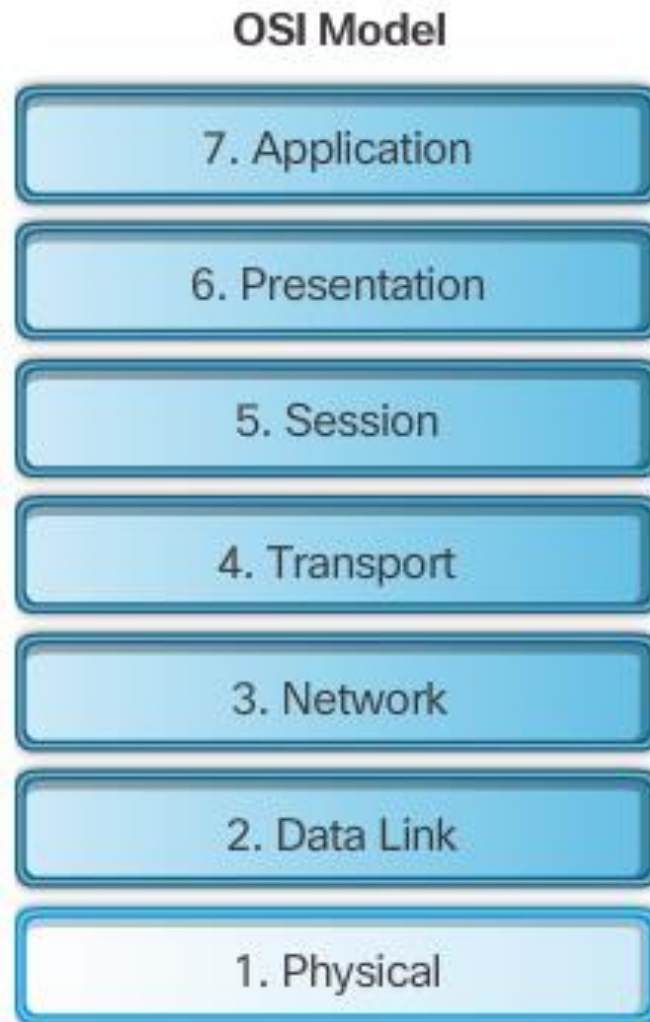 OSI Model
7. Application
6. Presentation
5. Session
4. Transport
3. Network
2. Data Link
1. Physical